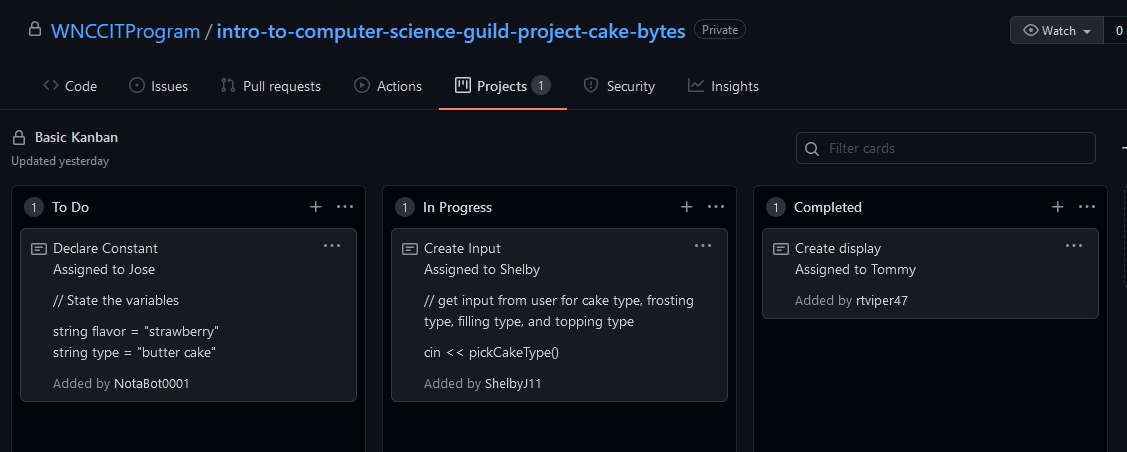 WNCCITProgram / intro-to-computer-science-guild-project-cake-bytes Private
Watch 0
Code Issues Pull requests Actions Projects 1 Security Insights
Basic Kanban
Updated yesterday
Filter cards
1 To Do
Declare Constant
Assigned to Jose
// State the variables
string flavor = "strawberry"
string type = "butter cake"
Added by NotaBot0001
1 In Progress
Create Input
Assigned to Shelby
// get input from user for cake type, frosting
type, filling type, and topping type
cin << pickCakeType()
Added by ShelbyJ11
1 Completed
Create display
Assigned to Tommy
Added by rtviper47